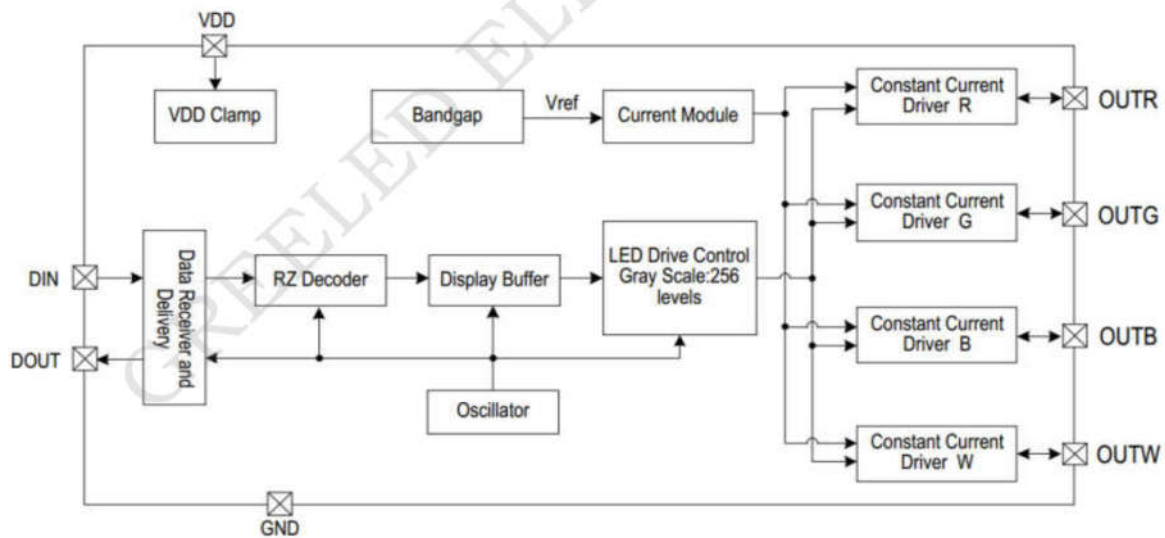 VDD
VDD Clamp
Bandgap
Vref
Current Module
Constant Current
Driver R
OUTR
Constant Current
Driver G
OUTG
DIN
Data Receiver and
Delivery
RZ Decoder
Display Buffer
LED Drive Control
Gray Scale:256
levels
Constant Current
Driver B
OUTB
DOUT
Oscillator
Constant Current
Driver W
OUTW
GND
GREELED EL